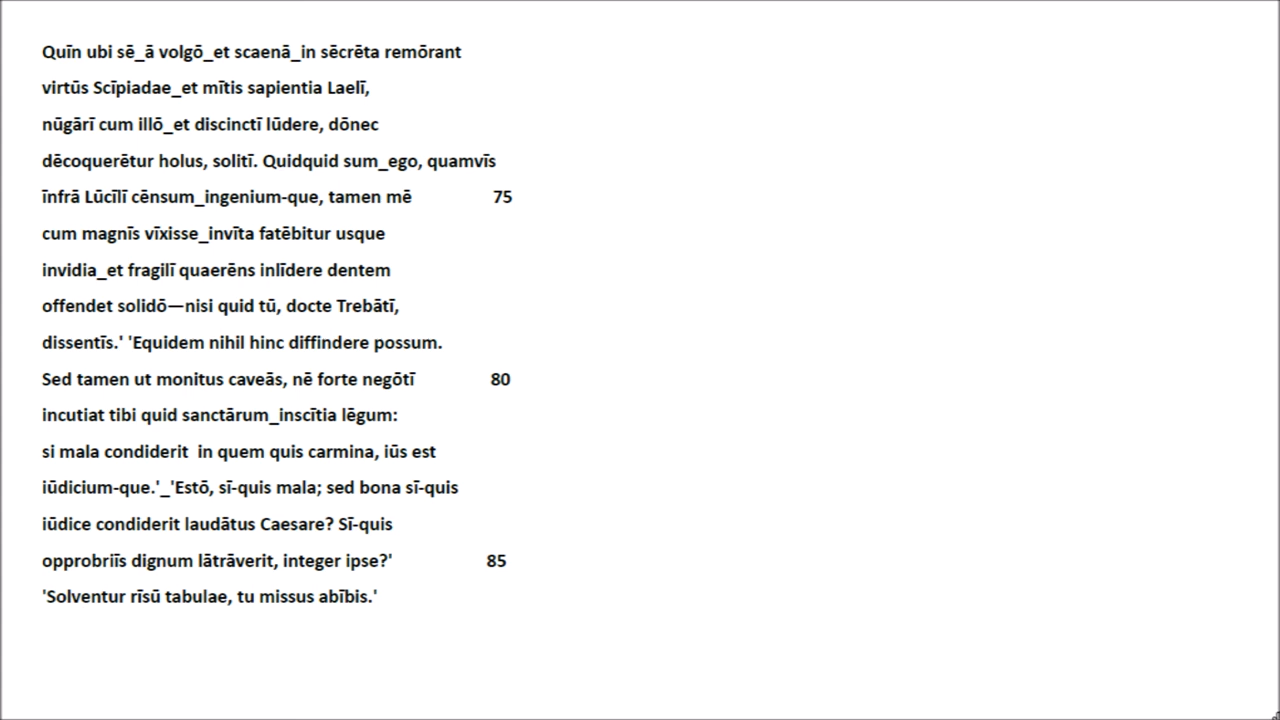 Quīn ubi sē_ā volgō_et scaenā_in sēcrēta remōrant
virtūs Scīpiadae_et mītis sapientia Laelī,
nūgārī cum illō_et discinctī lūdere, dōnec
dēcoquerētur holus, solitī. Quidquid sum_ego, quamvīs
īnfrā Lūcīlī cēnsum_ingenium-que, tamen mē 75
cum magnīs vīxisse_invīta fatēbitur usque
invidia_et fragilī quaerēns inlīdere dentem
offendet solidō—nisi quid tū, docte Trebātī,
dissentīs.' 'Equidem nihil hinc diffindere possum.
Sed tamen ut monitus caveās, nē forte negōtī 80
incutiat tibi quid sanctārum_inscītia lēgum:
si mala condiderit  in quem quis carmina, iūs est
iūdicium-que.'_'Estō, sī-quis mala; sed bona sī-quis
iūdice condiderit laudātus Caesare? Sī-quis
opprobriīs dignum lātrāverit, integer ipse?' 85
'Solventur rīsū tabulae, tu missus abībis.'